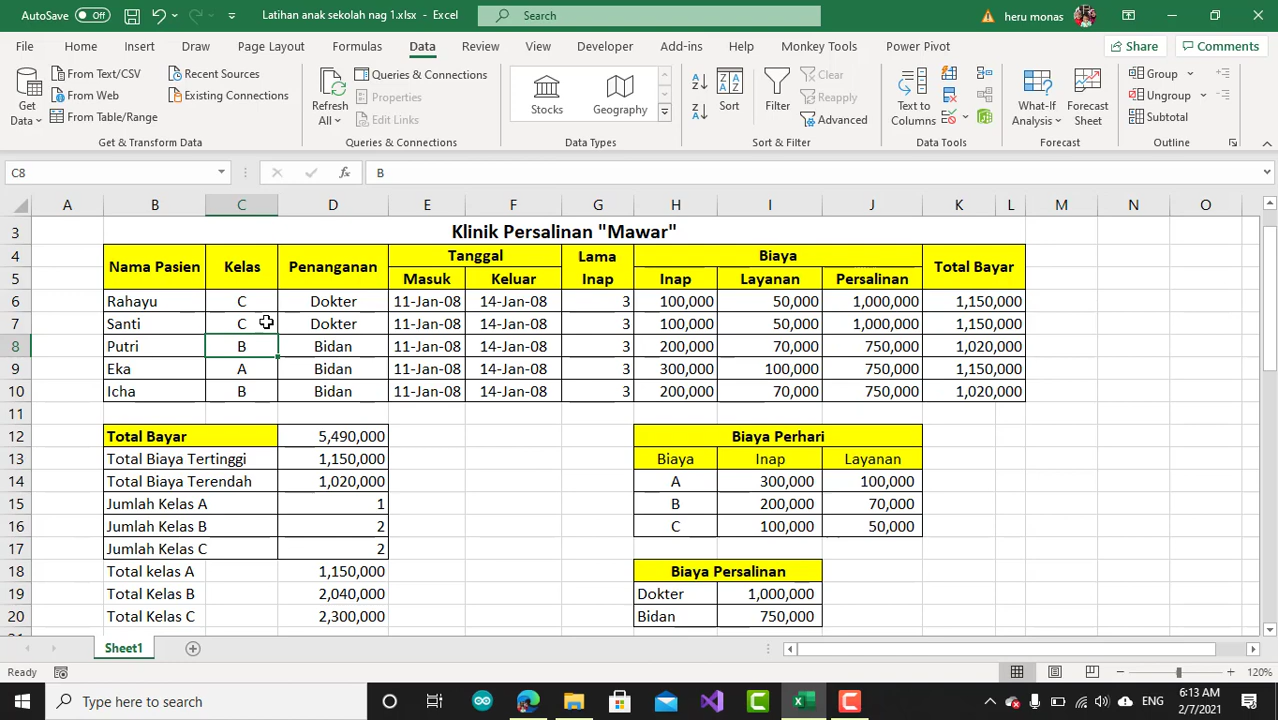 AutoSave Off Latihan anak sekolah nag 1.xlsx - Excel Search heru monas
File Home Insert Draw Page Layout Formulas Data Review View Developer Add-ins Help Monkey Tools Power Pivot Share Comments
Get Data From Text/CSV Recent Sources Refresh All Queries & Connections Stocks Geography Sort Filter Clear Text to Columns What-If Analysis Forecast Sheet Group
From Web Existing Connections Properties Reapply Ungroup
From Table/Range Edit Links Advanced Subtotal
Get & Transform Data Queries & Connections Data Types Sort & Filter Data Tools Forecast Outline
C8 fx B
A B C D E F G H I J K L M N O
3 Klinik Persalinan "Mawar"
4 Nama Pasien Kelas Penanganan Tanggal Lama Inap Biaya Total Bayar
5 Masuk Keluar Inap Layanan Persalinan
6 Rahayu C Dokter 11-Jan-08 14-Jan-08 3 100,000 50,000 1,000,000 1,150,000
7 Santi C Dokter 11-Jan-08 14-Jan-08 3 100,000 50,000 1,000,000 1,150,000
8 Putri B Bidan 11-Jan-08 14-Jan-08 3 200,000 70,000 750,000 1,020,000
9 Eka A Bidan 11-Jan-08 14-Jan-08 3 300,000 100,000 750,000 1,150,000
10 Icha B Bidan 11-Jan-08 14-Jan-08 3 200,000 70,000 750,000 1,020,000
11
12 Total Bayar 5,490,000 Biaya Perhari
13 Total Biaya Tertinggi 1,150,000 Biaya Inap Layanan
14 Total Biaya Terendah 1,020,000 A 300,000 100,000
15 Jumlah Kelas A 1 B 200,000 70,000
16 Jumlah Kelas B 2 C 100,000 50,000
17 Jumlah Kelas C 2
18 Total kelas A 1,150,000 Biaya Persalinan
19 Total Kelas B 2,040,000 Dokter 1,000,000
20 Total Kelas C 2,300,000 Bidan 750,000
Sheet1
Ready 120%
Type here to search ENG 6:13 AM
2/7/2021